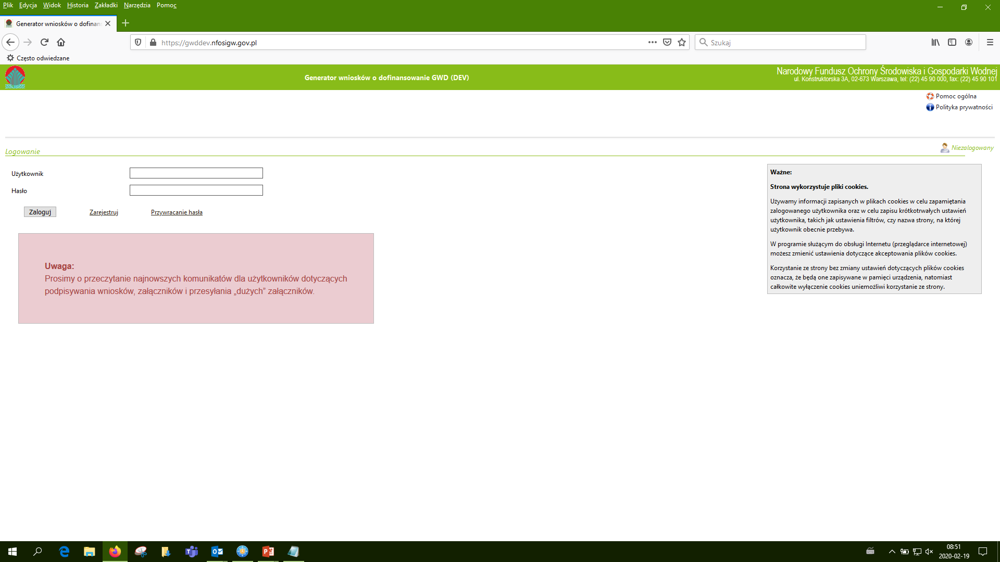 Plik Edycja Widok Historia Zakładki Narzędzia Pomoc
Generator wniosków o dofinan
https://gwddev.nfosigw.gov.pl
Szukaj
Często odwiedzane
Generator wniosków o dofinansowanie GWD (DEV)
Narodowy Fundusz Ochrony Środowiska i Gospodarki Wodnej
ul. Konstruktorska 3A, 02-673 Warszawa, tel: (22) 45 90 000, fax: (22) 45 90 101
Pomoc ogólna
Polityka prywatności
Logowanie
Niezalogowany
Użytkownik
Hasło
Zaloguj Zarejestruj Przywracanie hasła
Uwaga:
Prosimy o przeczytanie najnowszych komunikatów dla użytkowników dotyczących
podpisywania wniosków, załączników i przesyłania „dużych” załączników.
Ważne:
Strona wykorzystuje pliki cookies.
Używamy informacji zapisanych w plikach cookies w celu zapamiętania
zalogowanego użytkownika oraz w celu zapisu krótkotrwałych ustawień
użytkownika, takich jak ustawienia filtrów, czy nazwa strony, na której
użytkownik obecnie przebywa.
W programie służącym do obsługi Internetu (przeglądarce internetowej)
możesz zmienić ustawienia dotyczące akceptowania plików cookies.
Korzystanie ze strony bez zmiany ustawień dotyczących plików cookies
oznacza, że będą one zapisywane w pamięci urządzenia, natomiast
całkowite wyłączenie cookies uniemożliwi korzystanie ze strony.
08:51
2020-02-19